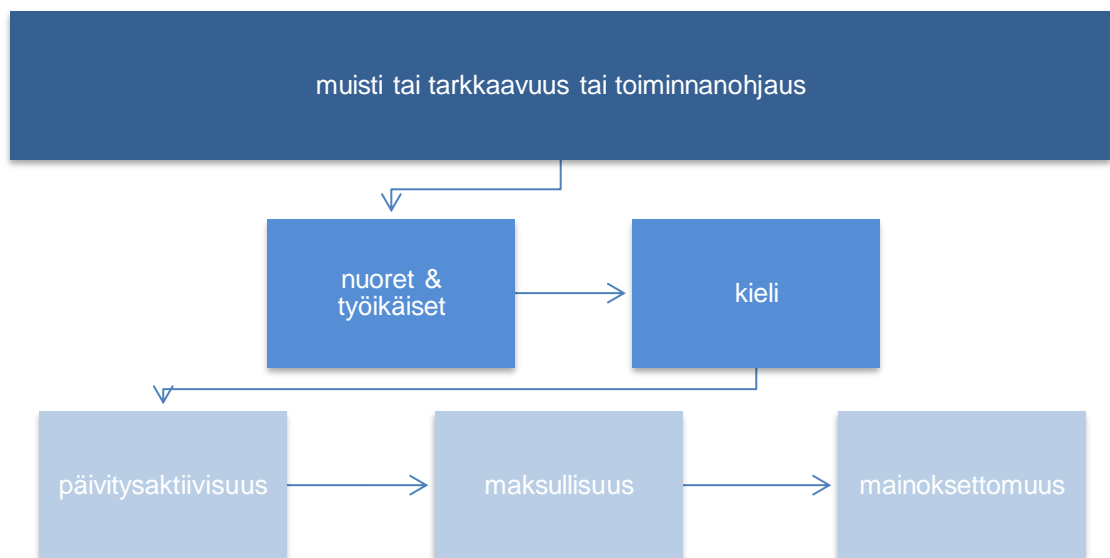 muisti tai tarkkaavuus tai toiminnanohjaus
nuoret &
työikäiset
kieli
päivitysaktiivisuus
maksullisuus
mainoksettomuus